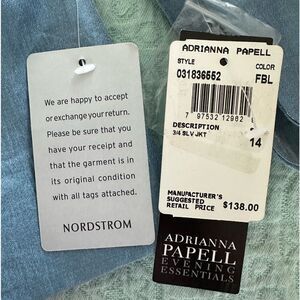 We are happy to accept
or exchange your return.
Please be sure that you
have your receipt and
that the garment is in
its original condition
with all tags attached.
NORDSTROM
ADRIANNA PAPELL
STYLE
COLOR
031836552
FBL
7 97532 12982
DESCRIPTION
3/4 SLV JKT
14
MANUFACTURER'S
SUGGESTED
RETAIL PRICE $138.00
ADRIANNA
PAPELL
EVENING
ESSENTIALS